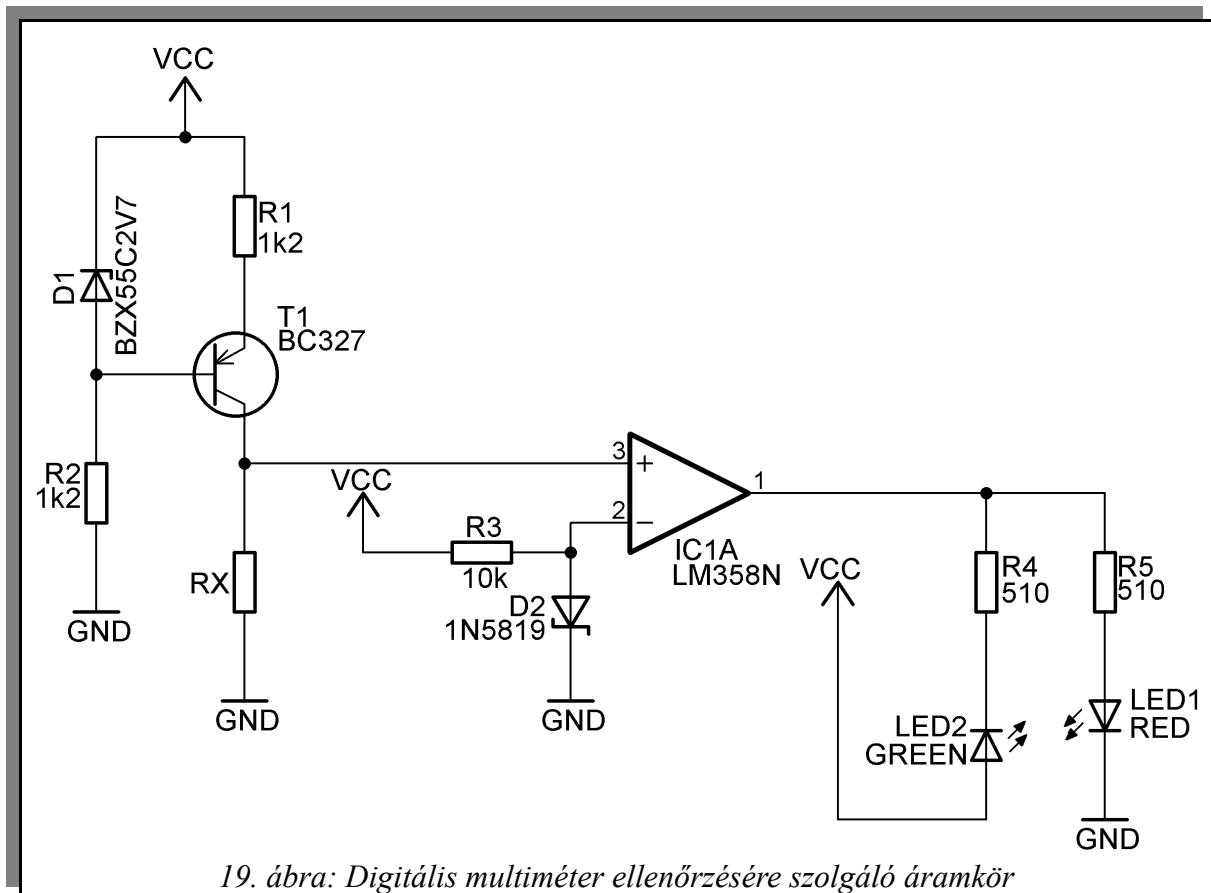 VCC
R1
1k2
D1
BZX55C2V7
T1
BC327
R2
1k2
VCC
3
+
1
2
−
R3
10k
IC1A
LM358N
VCC
R4
510
R5
510
RX
D2
1N5819
GND
GND
GND
LED2
GREEN
LED1
RED
GND
19. ábra: Digitális multiméter ellenőrzésére szolgáló áramkör